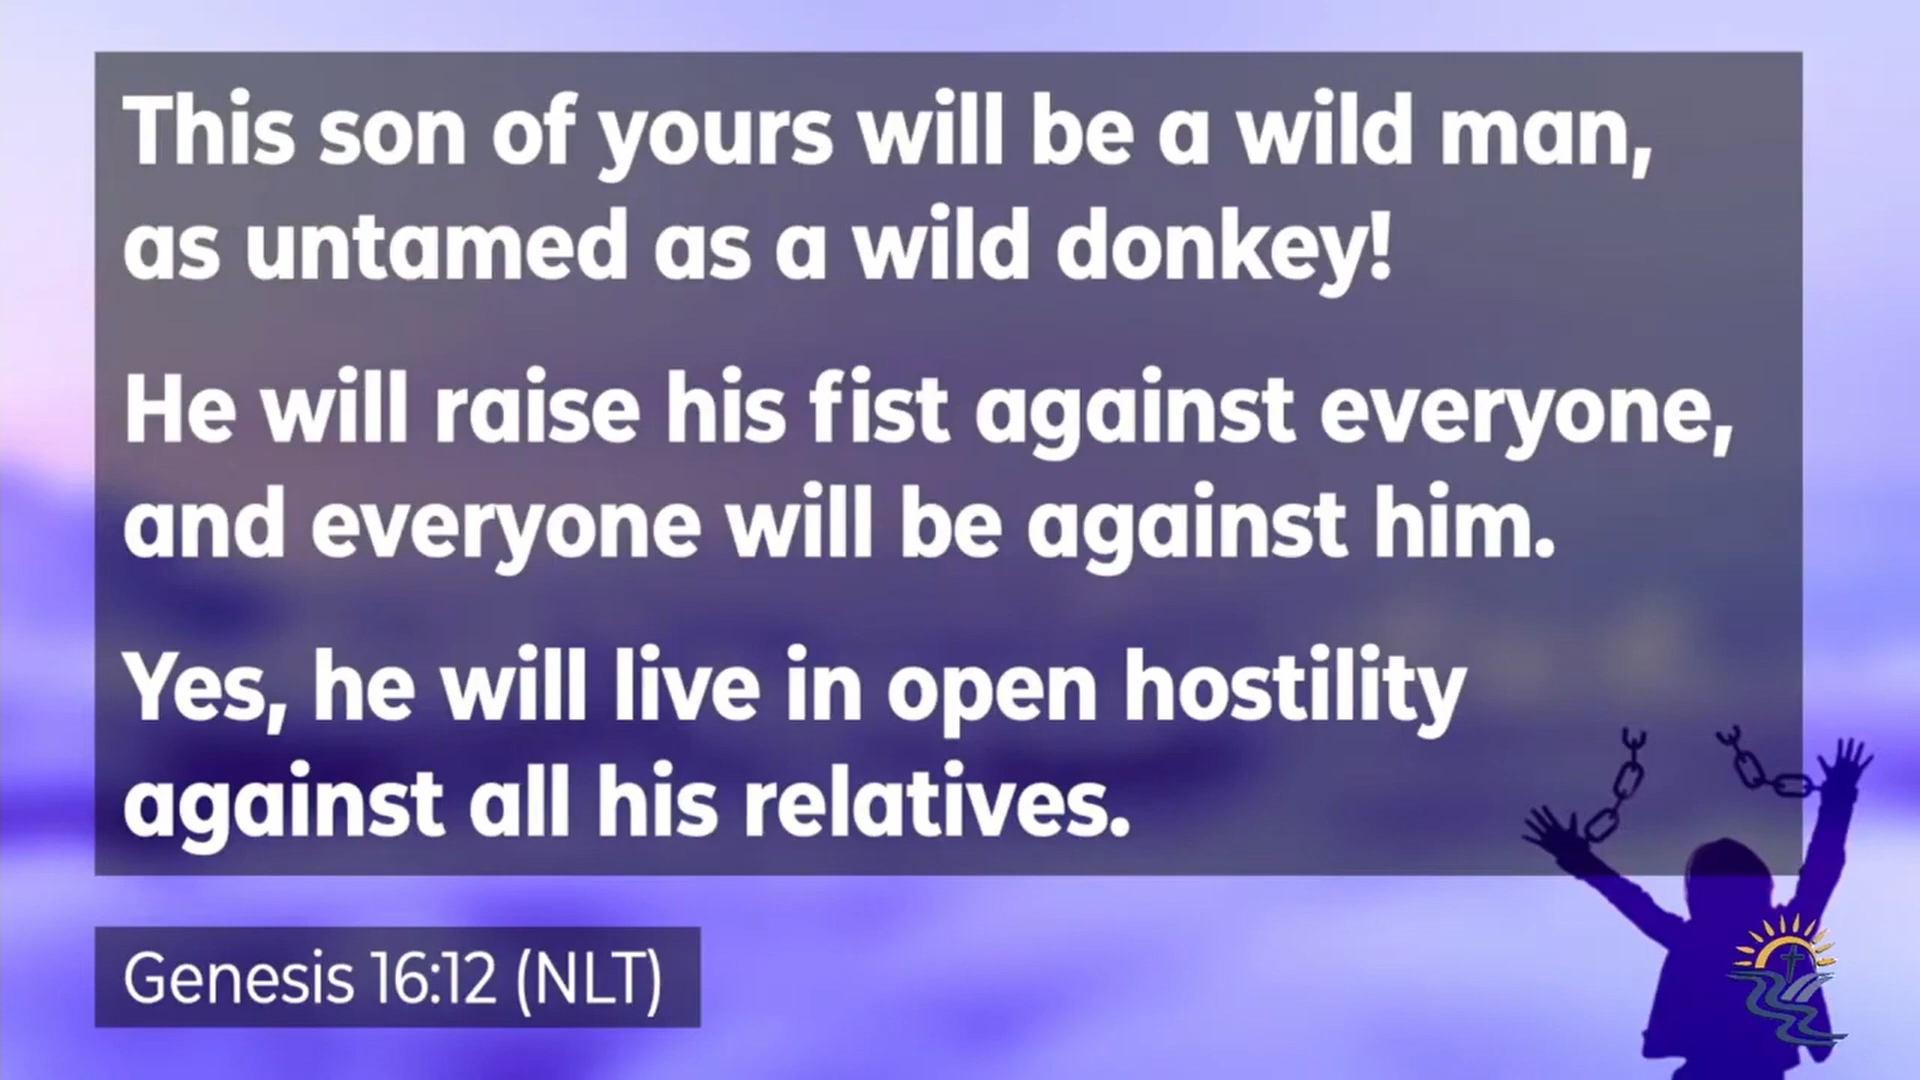 This son of yours will be a wild man,
as untamed as a wild donkey!
He will raise his fist against everyone,
and everyone will be against him.
Yes, he will live in open hostility
against all his relatives.
Genesis 16:12 (NLT)